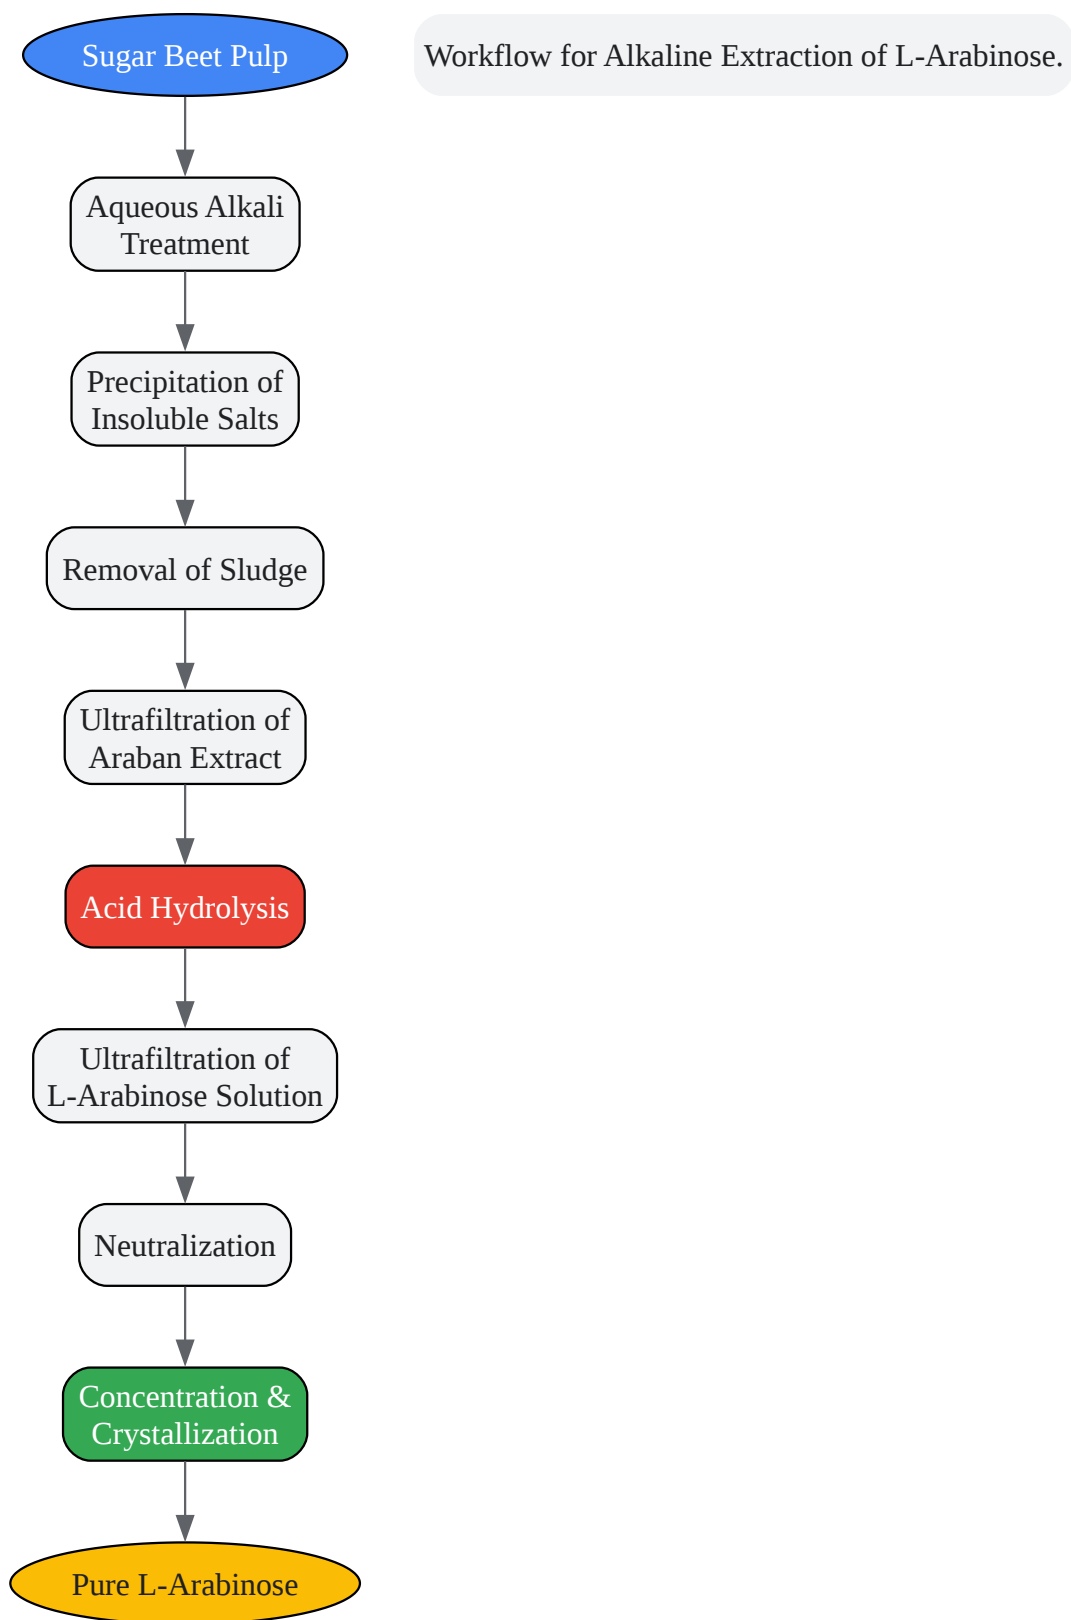 Sugar Beet Pulp
Workflow for Alkaline Extraction of L-Arabinose.
Aqueous Alkali
Treatment
Precipitation of
Insoluble Salts
Removal of Sludge
Ultrafiltration of
Araban Extract
Acid Hydrolysis
Ultrafiltration of
L-Arabinose Solution
Neutralization
Concentration &
Crystallization
Pure L-Arabinose